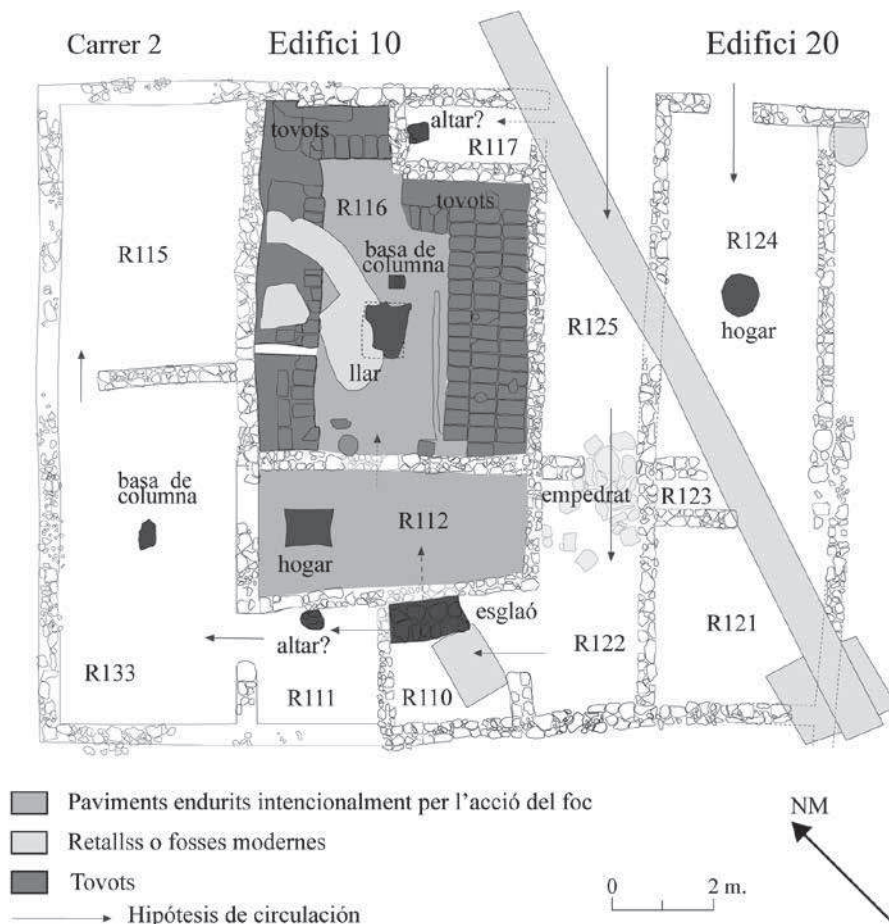 Carrer 2
Edifici 10
Edifici 20
tovots
altar?
R117
R116
tovots
R115
basa de
columna
R124
hogar
R125
llar
basa de
columna
empedrat
R123
R112
hogar
esglaó
altar?
R122
R121
R133
R111
R110
Paviments endurits intencionalment per l'acció del foc
Retallss o fosses modernes
Tovots
Hipótesis de circulación
0 2 m.
NM